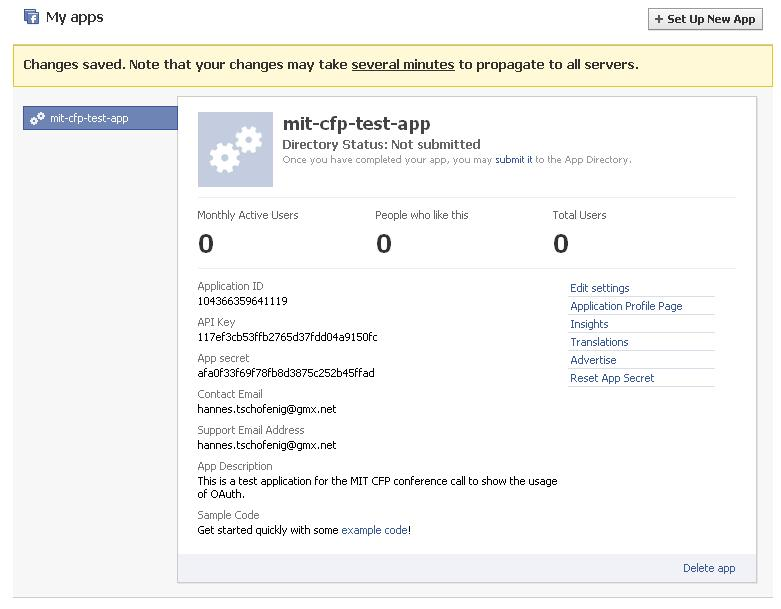 My apps
+ Set Up New App
Changes saved. Note that your changes may take several minutes to propagate to all servers.
mit-cfp-test-app
mit-cfp-test-app
Directory Status: Not submitted
Once you have completed your app, you may submit it to the App Directory.
Monthly Active Users
People who like this
Total Users
0
0
0
Application ID
104366359641119
API Key
117ef3cb53ffb2765d37fdd04a9150fc
App secret
afa0f33f69f78fb8d3875c252b45ffad
Contact Email
hannes.tschofenig@gmx.net
Support Email Address
hannes.tschofenig@gmx.net
App Description
This is a test application for the MIT CFP conference call to show the usage
of OAuth.
Sample Code
Get started quickly with some example code!
Edit settings
Application Profile Page
Insights
Translations
Advertise
Reset App Secret
Delete app